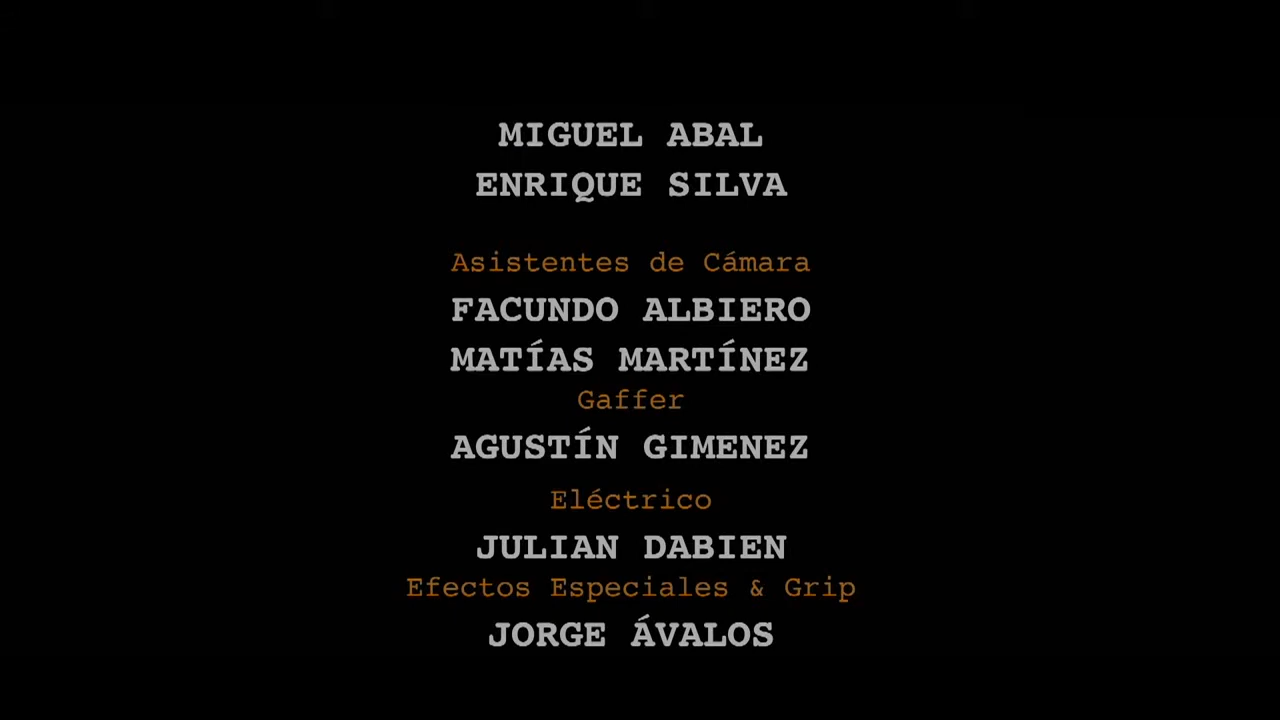 MIGUEL ABAL
ENRIQUE SILVA
Asistentes de Cámara
FACUNDO ALBIERO
MATÍAS MARTÍNEZ
Gaffer
AGUSTÍN GIMENEZ
Eléctrico
JULIAN DABIEN
Efectos Especiales & Grip
JORGE ÁVALOS